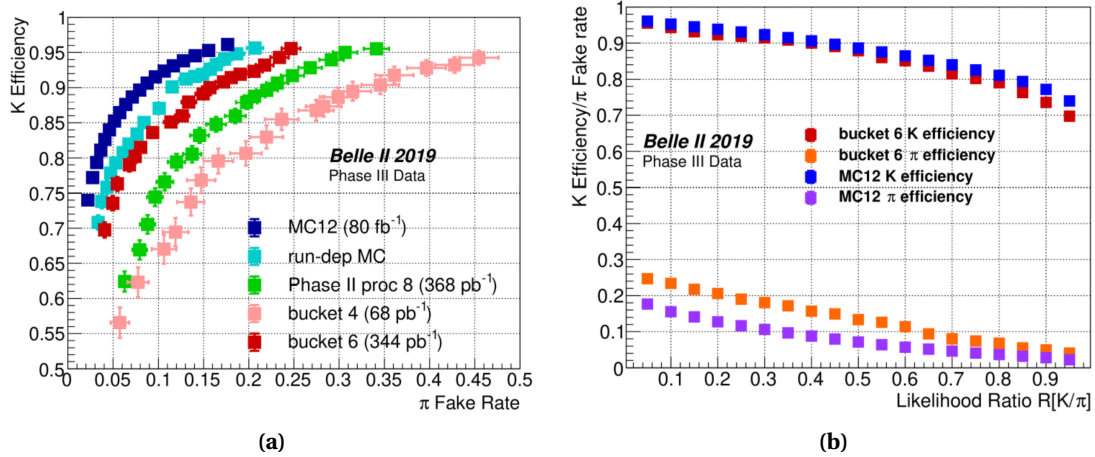 K Efficiency
1
0.95
0.9
0.85
0.8
0.75
0.7
0.65
0.6
0.55
0.5
0
0.05
0.1
0.15
0.2
0.25
0.3
0.35
0.4
0.45
0.5
π Fake Rate
Belle II 2019
Phase III Data
MC12 (80 fb⁻¹)
run-dep MC
Phase II proc 8 (368 pb⁻¹)
bucket 4 (68 pb⁻¹)
bucket 6 (344 pb⁻¹)
(a)
K Efficiency/π Fake rate
1
0.9
0.8
0.7
0.6
0.5
0.4
0.3
0.2
0.1
0
0.1
0.2
0.3
0.4
0.5
0.6
0.7
0.8
0.9
Likelihood Ratio R[K/π]
Belle II 2019
Phase III Data
bucket 6 K efficiency
bucket 6 π efficiency
MC12 K efficiency
MC12 π efficiency
(b)